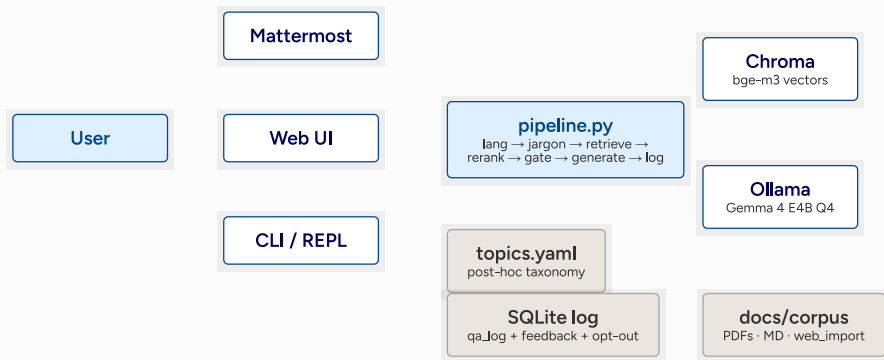 Mattermost
Chroma
bge-m3 vectors
User
Web UI
pipeline.py
lang → jargon → retrieve →
rerank → gate → generate → log
Ollama
Gemma 4 E4B Q4
CLI / REPL
topics.yaml
post-hoc taxonomy
SQLite log
qa_log + feedback + opt-out
docs/corpus
PDFs · MD · web_import